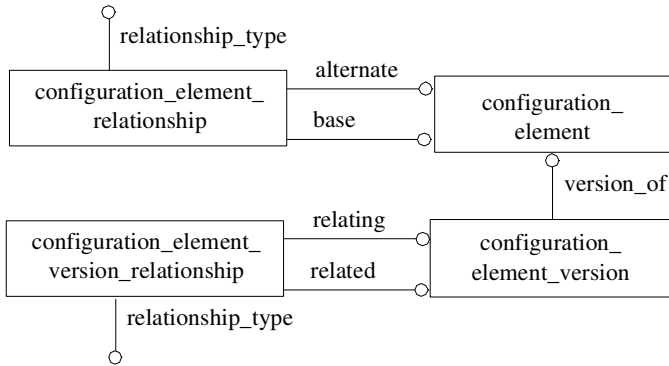 relationship_type
alternate
configuration_element_
relationship
configuration_
element
base
version_of
relating
configuration_element_
version_relationship
configuration_
element_version
related
relationship_type